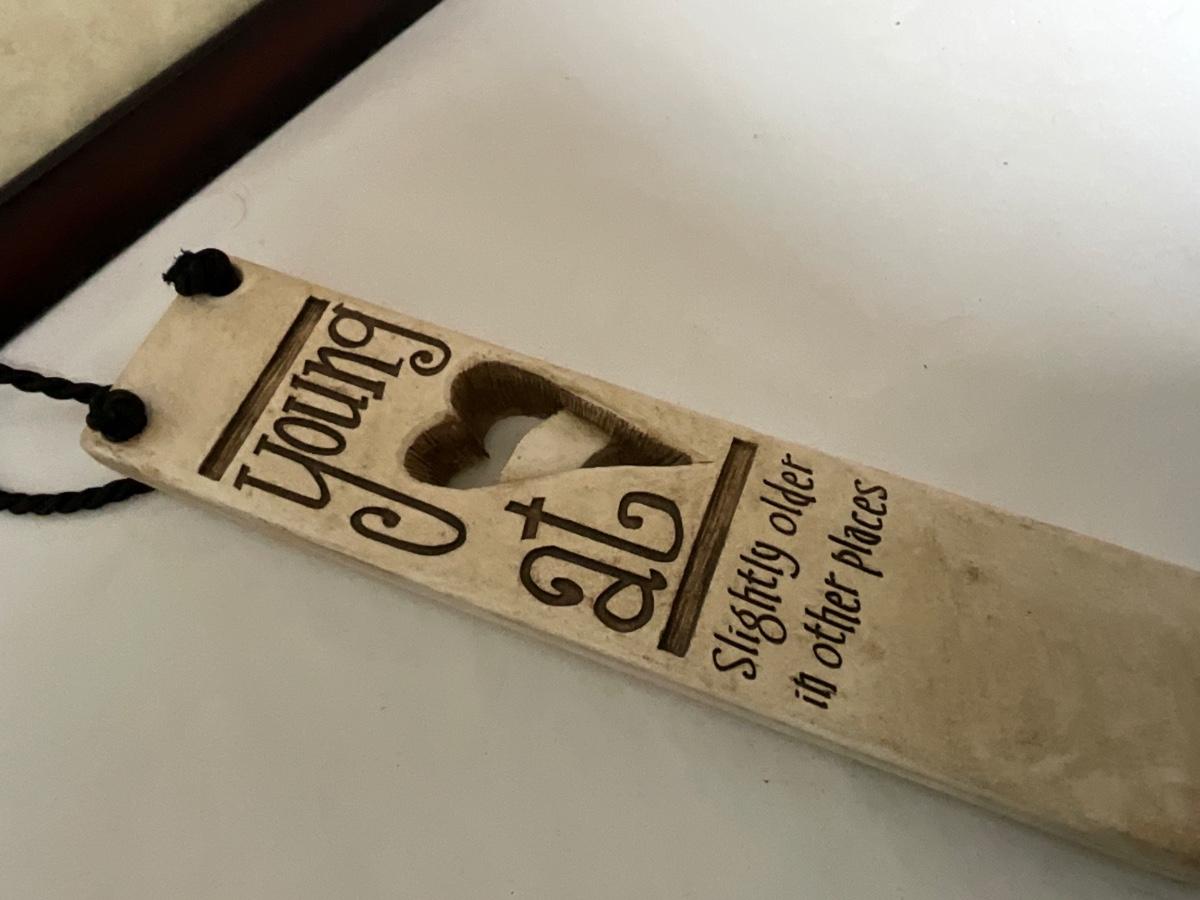 young
at
Slightly older
in other places